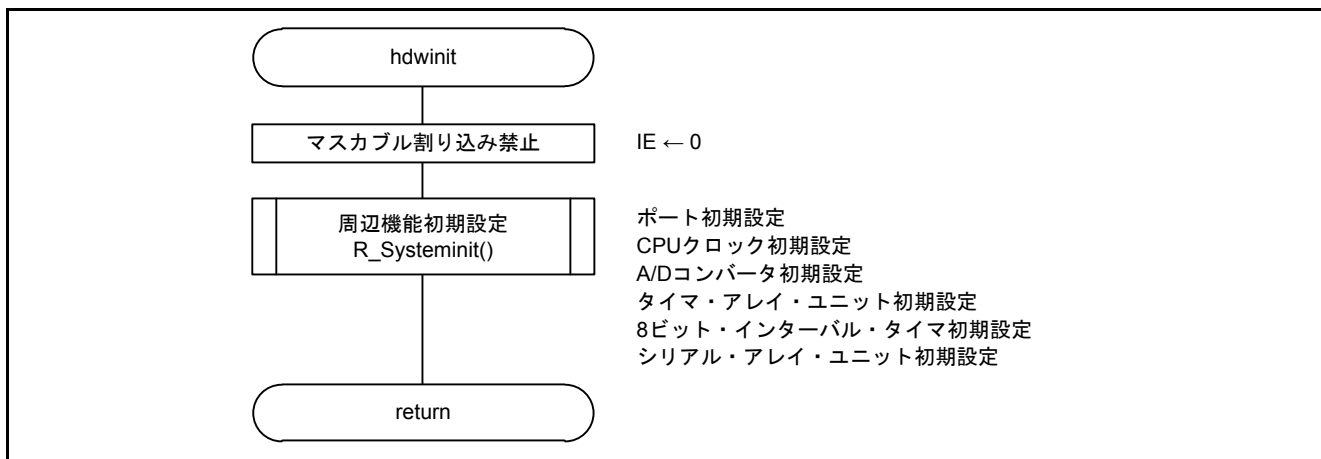 hdwinit
マスカブル割り込み禁止
IE ← 0
周辺機能初期設定
R_Systeminit()
ポート初期設定
CPUクロック初期設定
A/Dコンバータ初期設定
タイマ・アレイ・ユニット初期設定
8ビット・インターバル・タイマ初期設定
シリアル・アレイ・ユニット初期設定
return